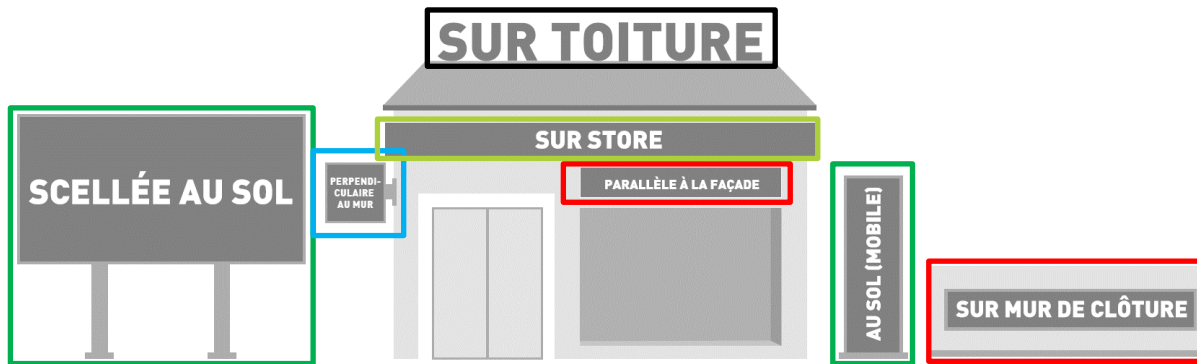 SUR TOITURE
SUR STORE
SCELLÉE AU SOL
PERPENDI-
CULAIRE
AU MUR
PARALLÈLE À LA FAÇADE
AU SOL (MOBILE)
SUR MUR DE CLÔTURE